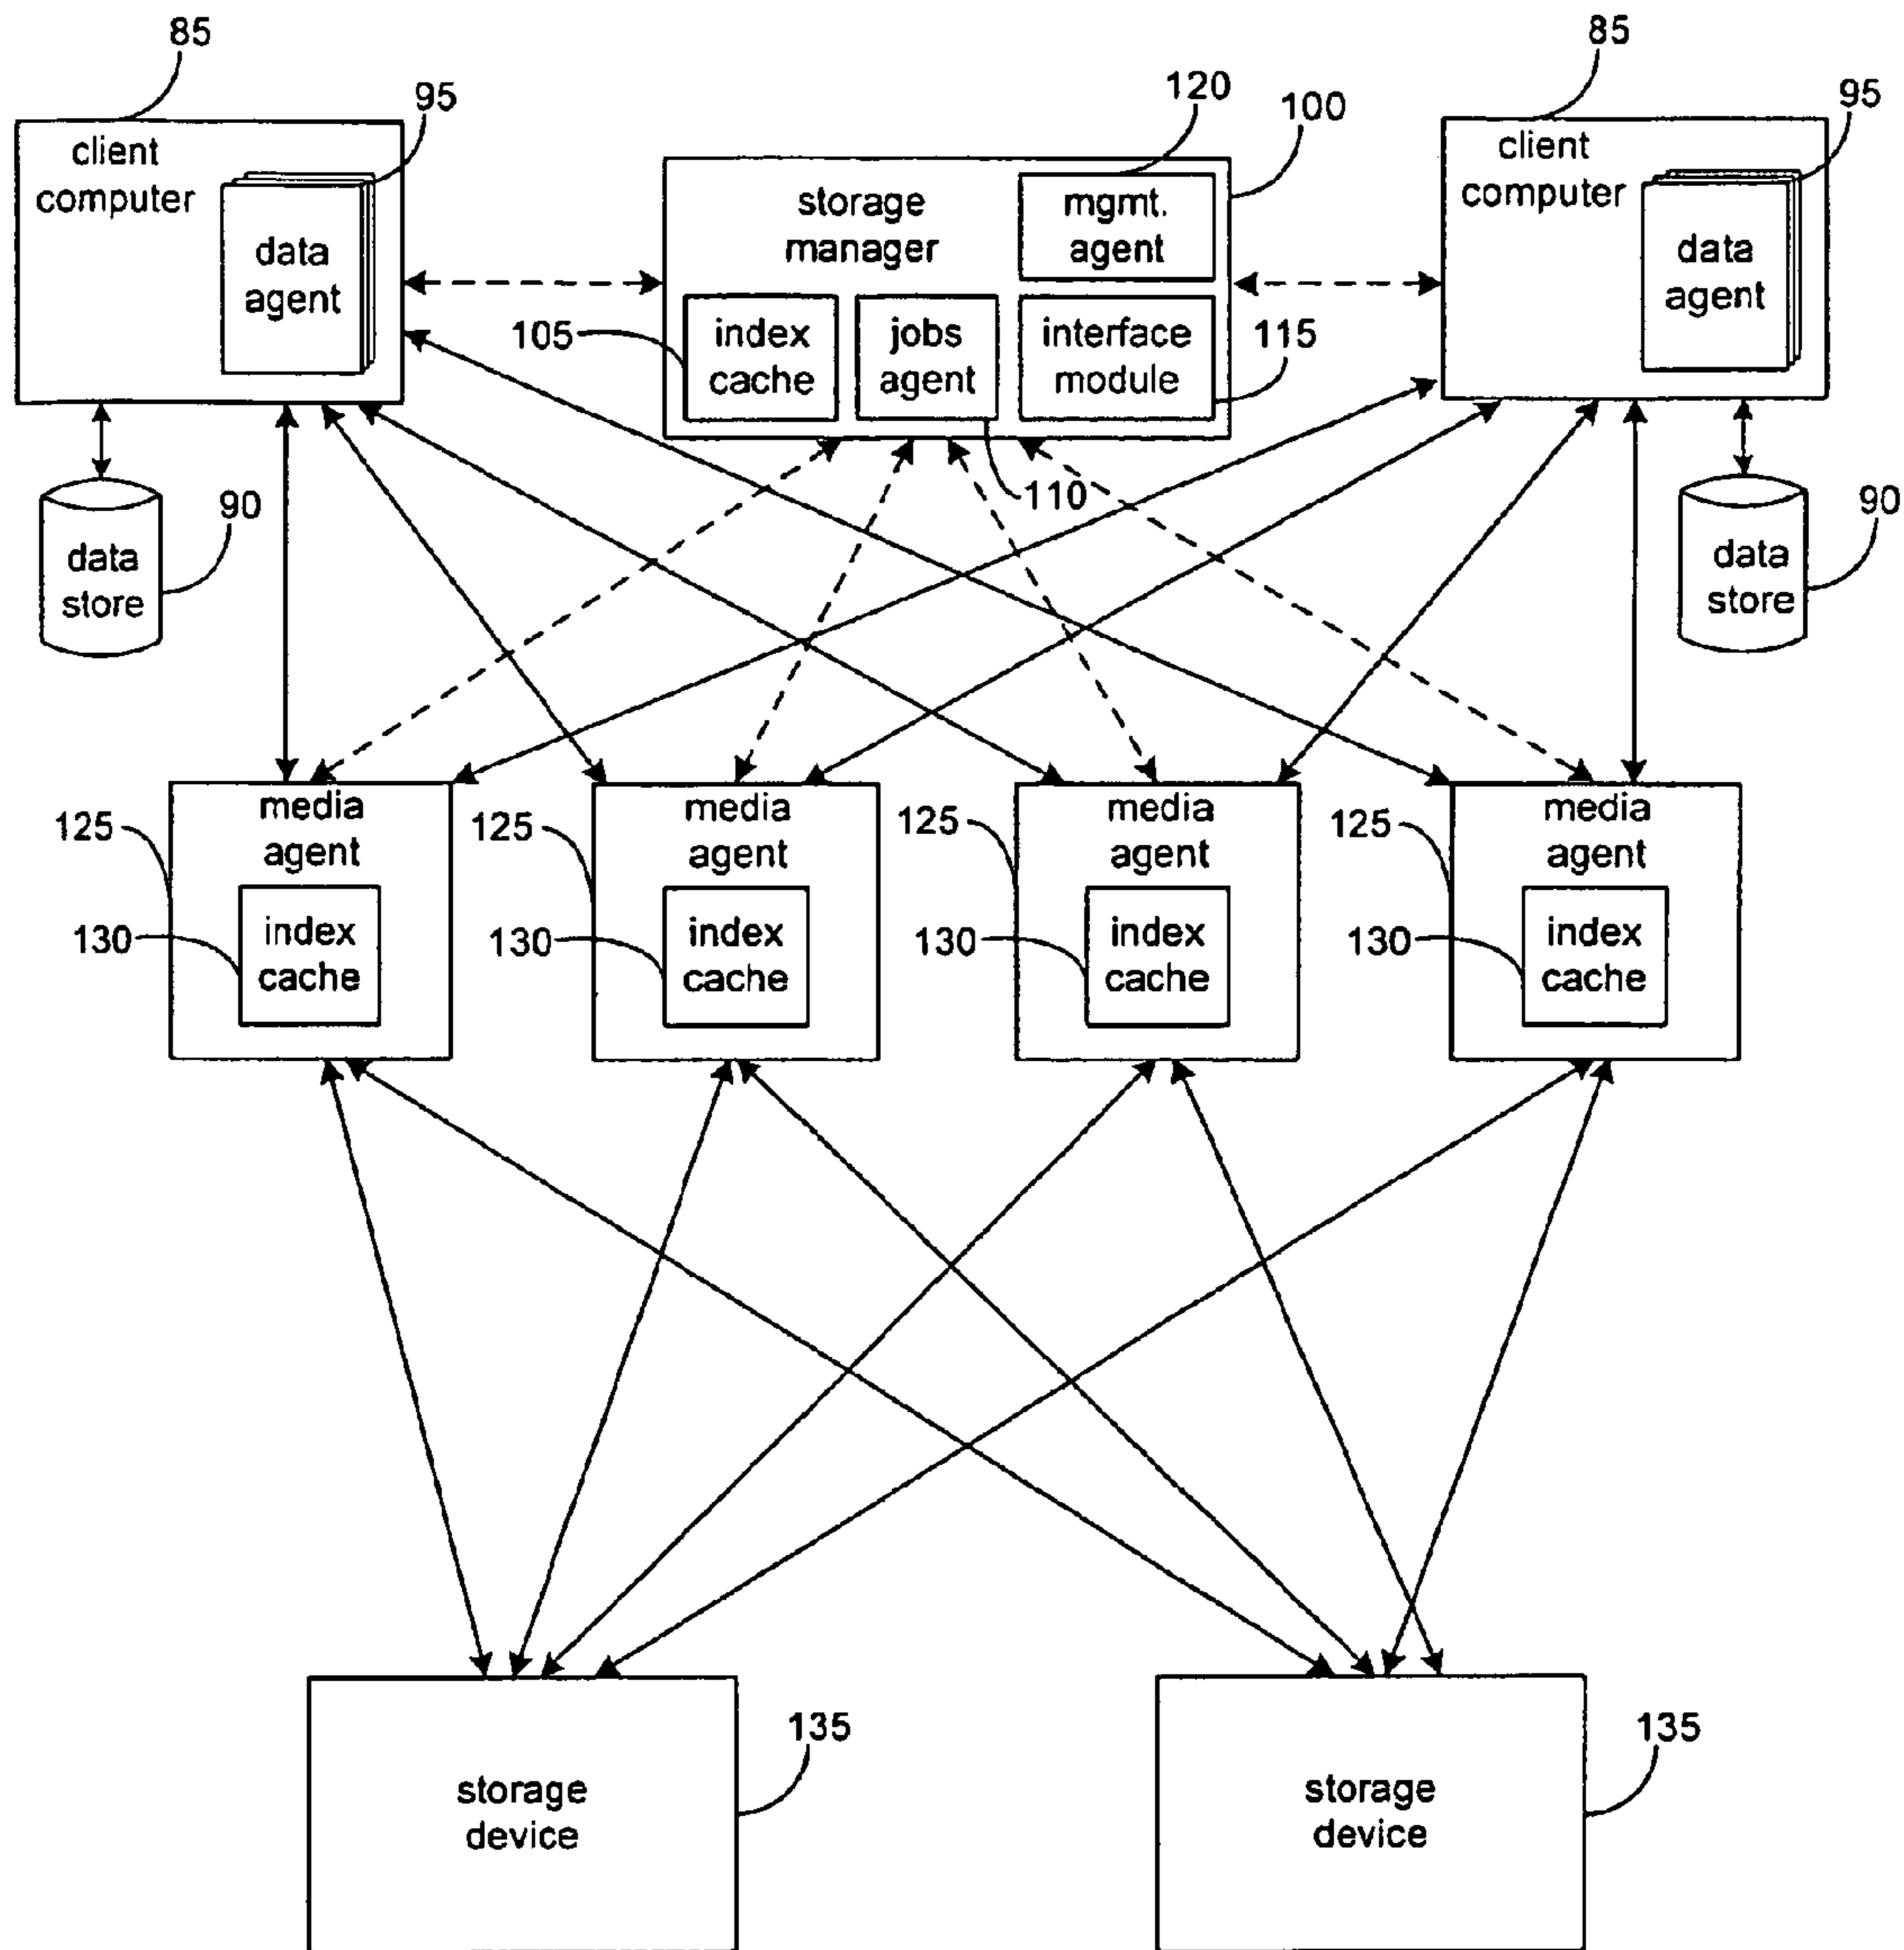 85
85
95
120
100
95
client
computer
data
agent
storage
manager
mgmt.
agent
client
computer
data
agent
105
index
cache
jobs
agent
interface
module
115
110
90
data
store
90
data
store
125
media
agent
125
media
agent
125
media
agent
125
media
agent
130
index
cache
130
index
cache
130
index
cache
130
index
cache
135
storage
device
135
storage
device